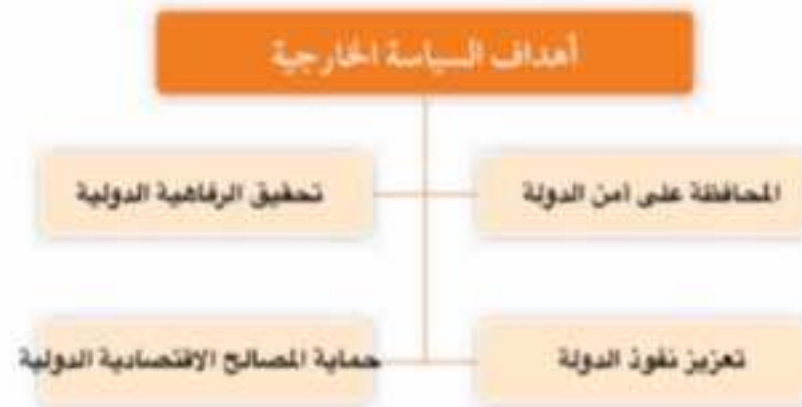 أهداف السياسة الخارجية
المحافظة على أمن الدولة
تحقيق الرفاهية الدولية
تعزيز نفوذ الدولة
حماية المصالح الاقتصادية الدولية